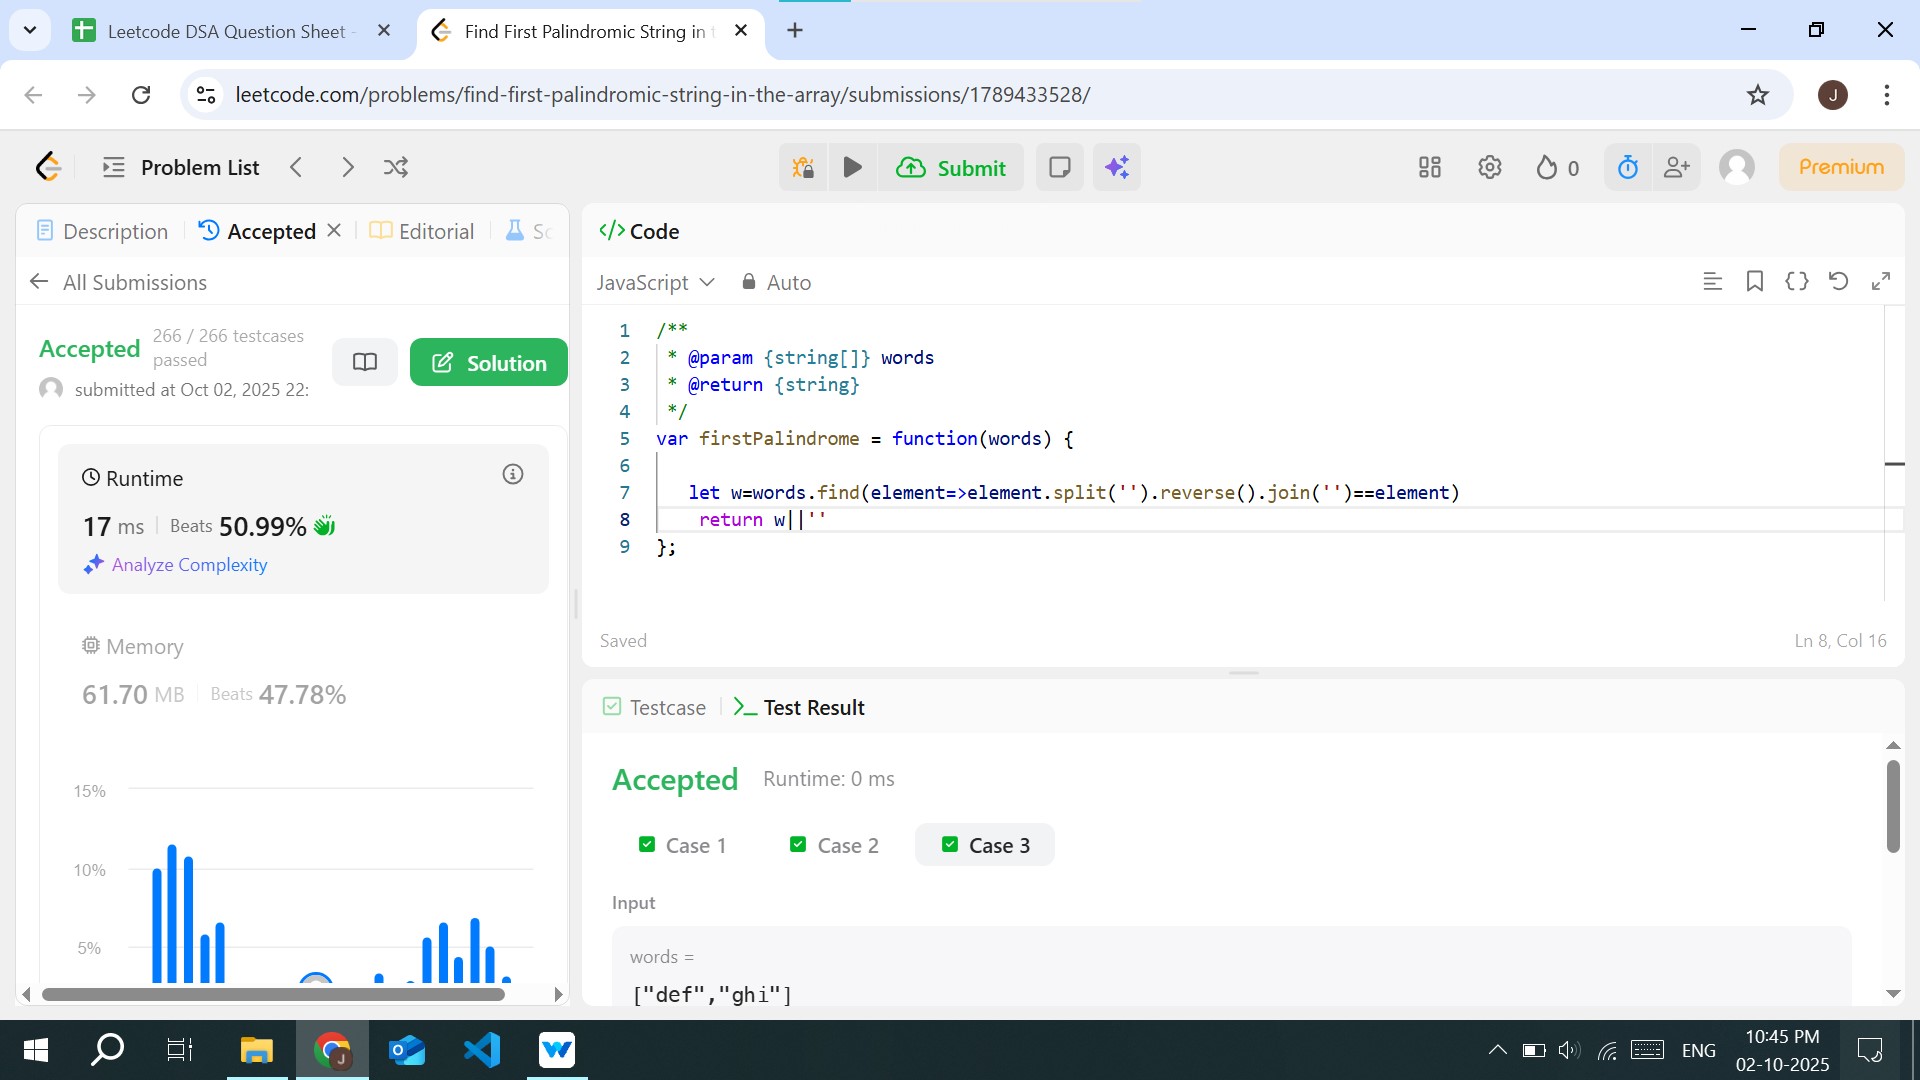 Leetcode DSA Question Sheet -
Find First Palindromic String in t
leetcode.com/problems/find-first-palindromic-string-in-the-array/submissions/1789433528/
J
Problem List
Submit
0
Premium
Description
Accepted
Editorial
So
All Submissions
Accepted
266 / 266 testcases
passed
submitted at Oct 02, 2025 22:
Solution
Runtime
17 ms
Beats 50.99%
Analyze Complexity
Memory
61.70 MB
Beats 47.78%
15%
10%
5%
</> Code
JavaScript
Auto
1 /**
2  * @param {string[]} words
3  * @return {string}
4  */
5 var firstPalindrome = function(words) {
6
7    let w=words.find(element=>element.split('').reverse().join('')==element)
8     return w||''
9 };
Saved
Ln 8, Col 16
Testcase
Test Result
Accepted
Runtime: 0 ms
Case 1
Case 2
Case 3
Input
words =
["def","ghi"]
J
ENG
10:45 PM
02-10-2025